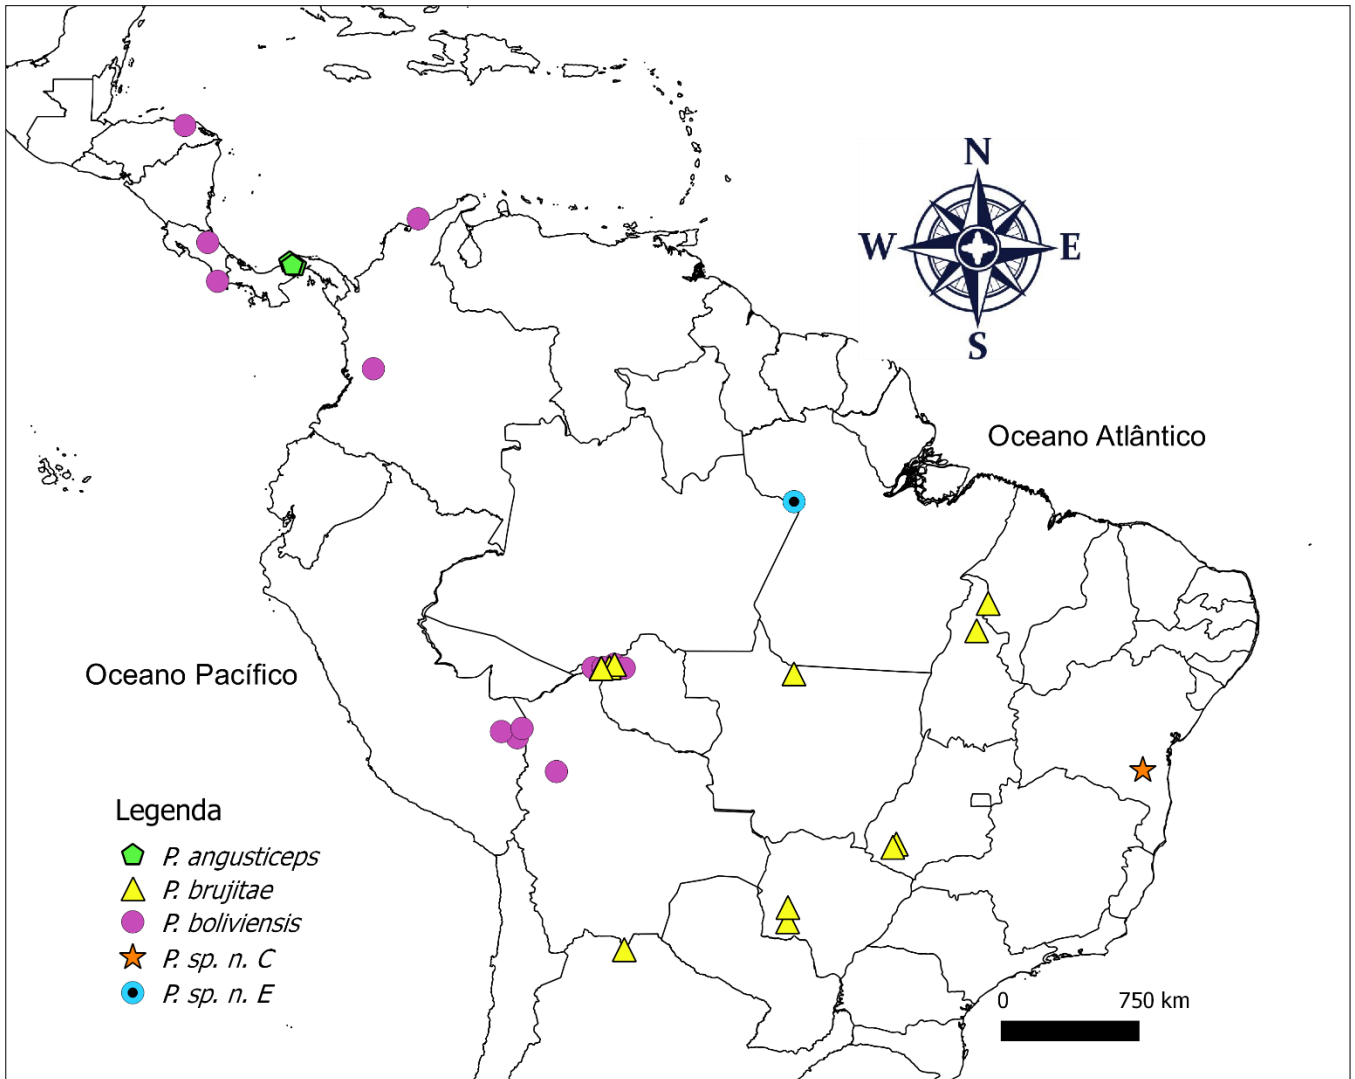 N
W
E
S
Oceano Atlântico
Oceano Pacífico
Legenda
P. angusticeps
P. brujitae
P. boliviensis
P. sp. n. C
P. sp. n. E
0 750 km